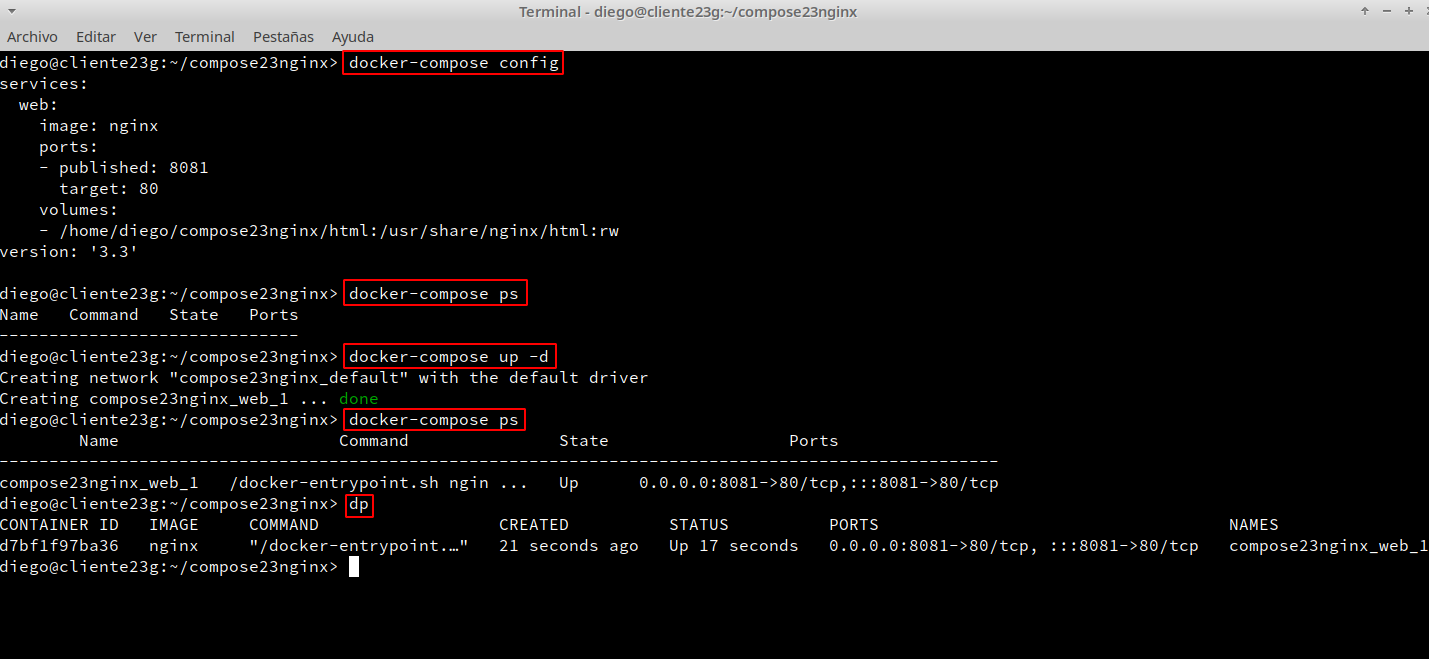 Terminal - diego@cliente23g:~/compose23nginx
Archivo Editar Ver Terminal Pestañas Ayuda
diego@cliente23g:~/compose23nginx> docker-compose config
services:
  web:
    image: nginx
    ports:
    - published: 8081
      target: 80
    volumes:
    - /home/diego/compose23nginx/html:/usr/share/nginx/html:rw
version: '3.3'

diego@cliente23g:~/compose23nginx> docker-compose ps
Name   Command   State   Ports
------------------------------
diego@cliente23g:~/compose23nginx> docker-compose up -d
Creating network "compose23nginx_default" with the default driver
Creating compose23nginx_web_1 ... done
diego@cliente23g:~/compose23nginx> docker-compose ps
        Name                      Command               State                  Ports
----------------------------------------------------------------------------------------------------
compose23nginx_web_1   /docker-entrypoint.sh ngin ...   Up      0.0.0.0:8081->80/tcp,:::8081->80/tcp
diego@cliente23g:~/compose23nginx> dp
CONTAINER ID   IMAGE     COMMAND                  CREATED          STATUS          PORTS                                   NAMES
d7bf1f97ba36   nginx     "/docker-entrypoint.…"   21 seconds ago   Up 17 seconds   0.0.0.0:8081->80/tcp, :::8081->80/tcp   compose23nginx_web_1
diego@cliente23g:~/compose23nginx>